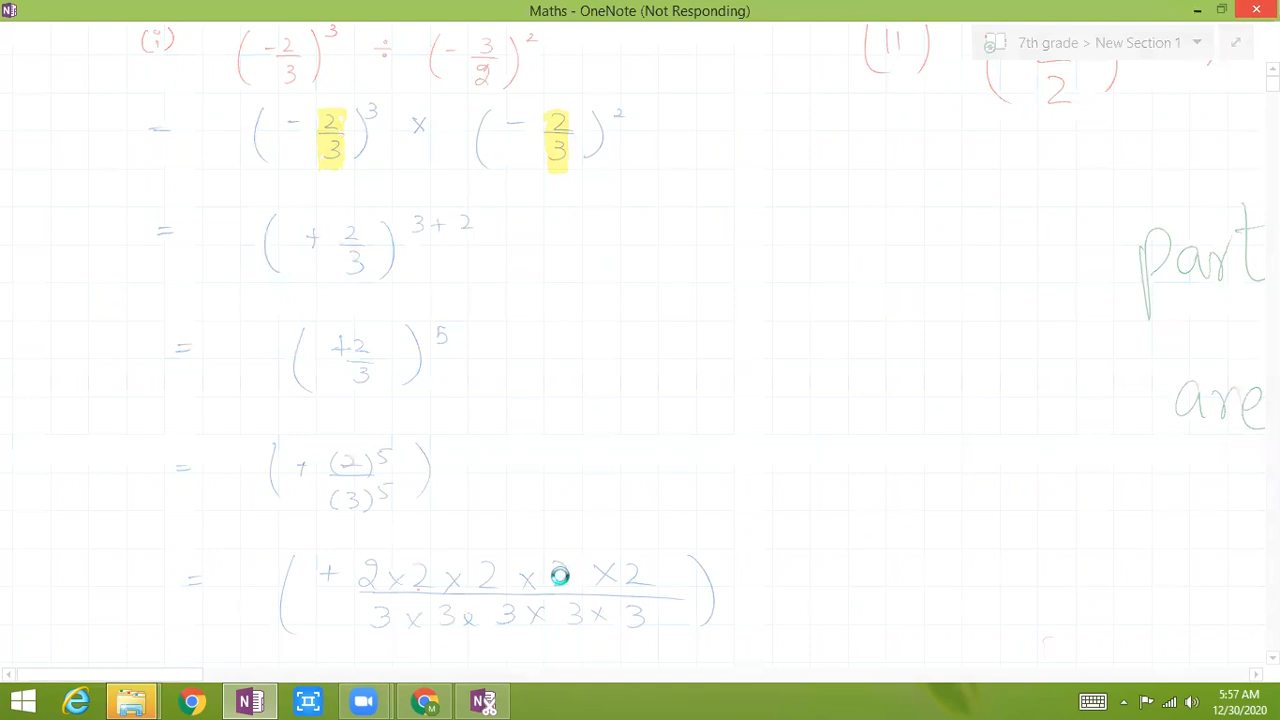 Maths - OneNote (Not Responding)
7th grade - New Section 1
(i) (-2/3)^3 ÷ (- 3/2)^2
(11)
2
= (- 2/3)^3 x (- 2/3)^2
= (+ 2/3)^3+2
part
= (+2/3)^5
are
= (+ (2)^5/(3)^5)
= (+ 2 x 2 x 2 x 2 x 2 / 3 x 3 x 3 x 3 x 3)
5:57 AM
12/30/2020